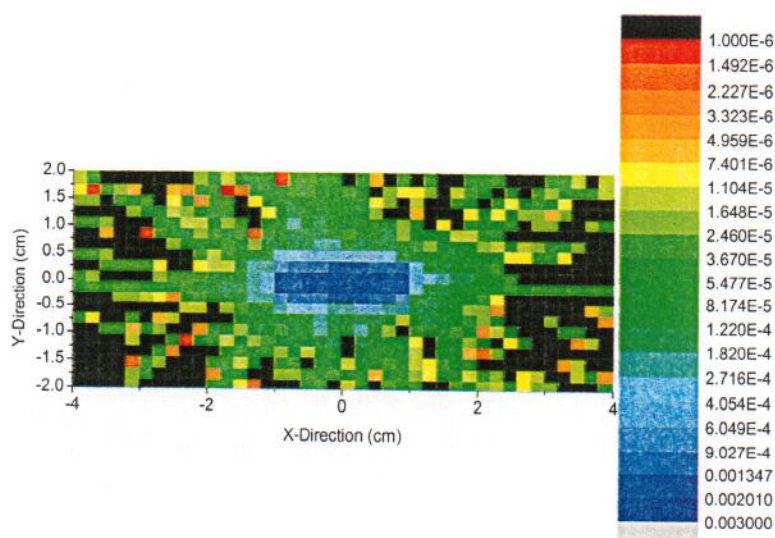 1.000E-6
1.492E-6
2.227E-6
3.323E-6
4.959E-6
7.401E-6
1.104E-5
1.648E-5
2.460E-5
3.670E-5
5.477E-5
8.174E-5
1.220E-4
1.820E-4
2.716E-4
4.054E-4
6.049E-4
9.027E-4
0.001347
0.002010
0.003000
Y-Direction (cm)
2.0
1.5
1.0
0.5
0.0
-0.5
-1.0
-1.5
-2.0
-4 -2 0 2 4
X-Direction (cm)